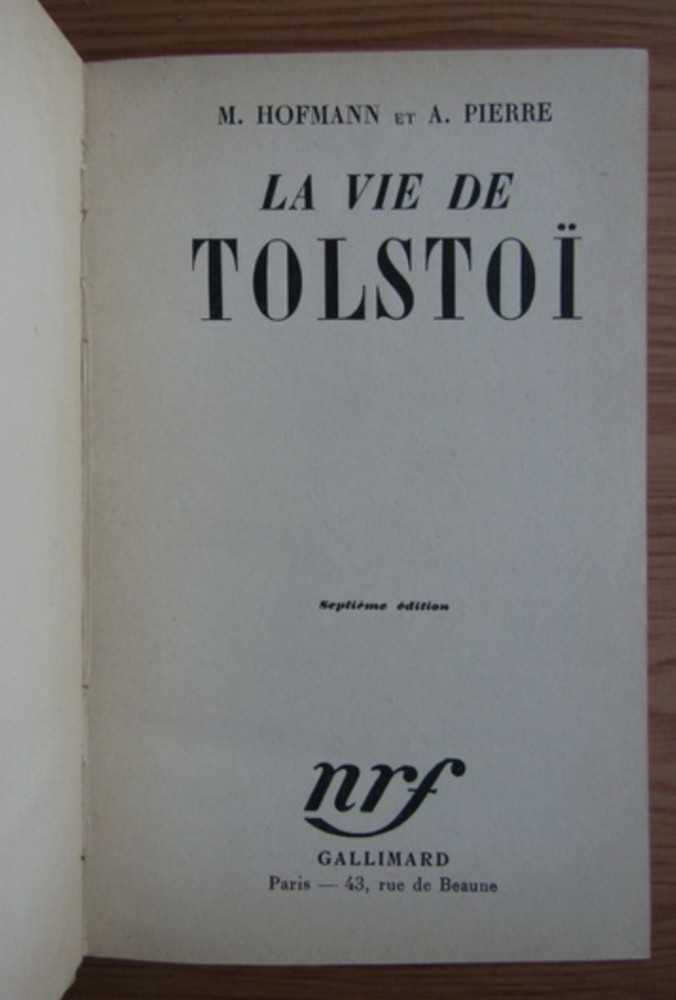 M. HOFMANN ET A. PIERRE
LA VIE DE
TOLSTOÏ
Septième édition
nrf
GALLIMARD
Paris — 43, rue de Beaune